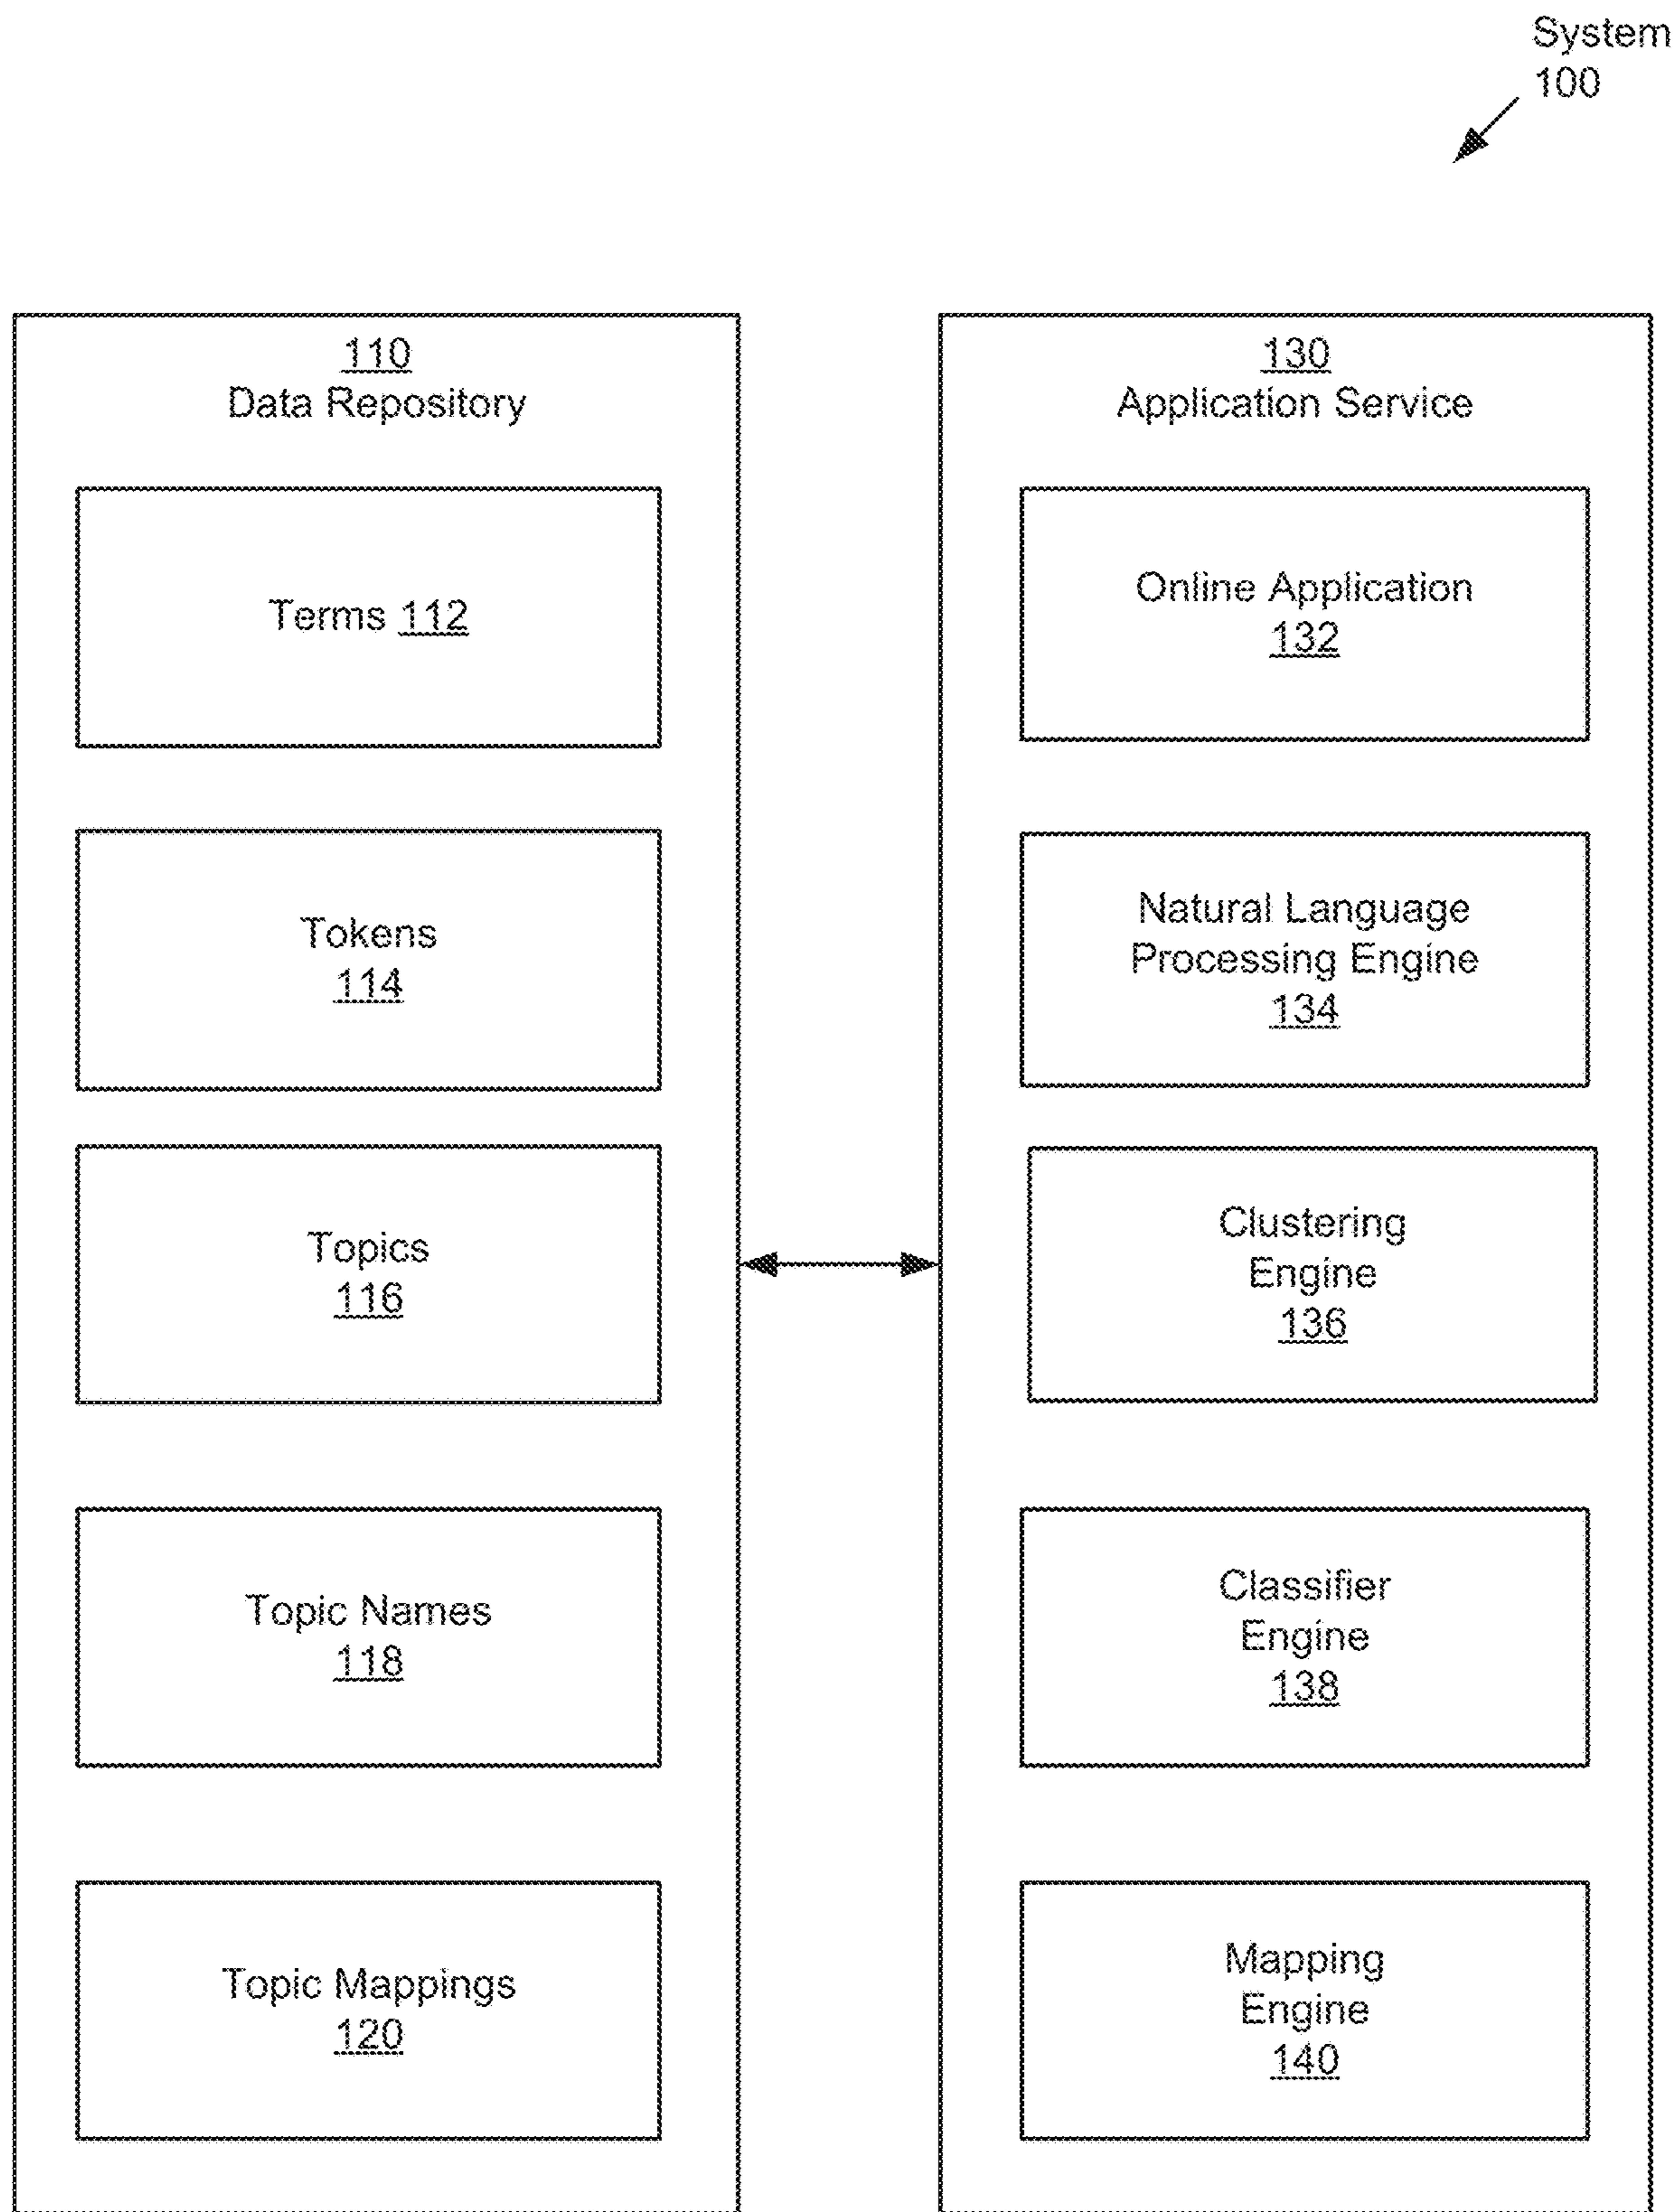 System
100
110
Data Repository
Terms 112
Tokens
114
Topics
116
Topic Names
118
Topic Mappings
120
130
Application Service
Online Application
132
Natural Language
Processing Engine
134
Clustering
Engine
136
Classifier
Engine
138
Mapping
Engine
140